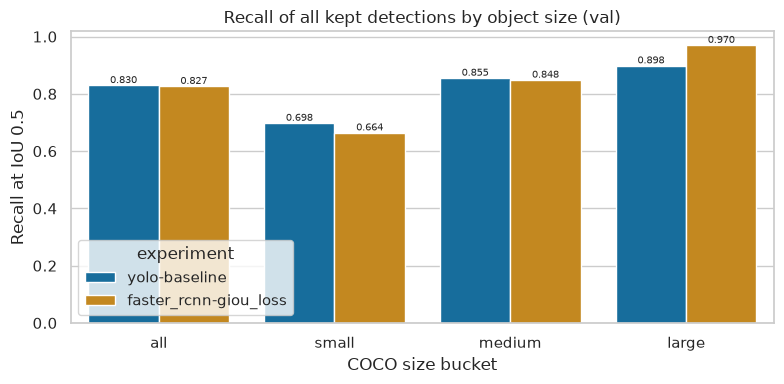 Recall of all kept detections by object size (val)
Recall at IoU 0.5
1.0
0.8
0.6
0.4
0.2
0.0
0.830
0.827
0.698
0.664
0.855
0.848
0.898
0.970
experiment
yolo-baseline
faster_rcnn-giou_loss
all
small
medium
large
COCO size bucket